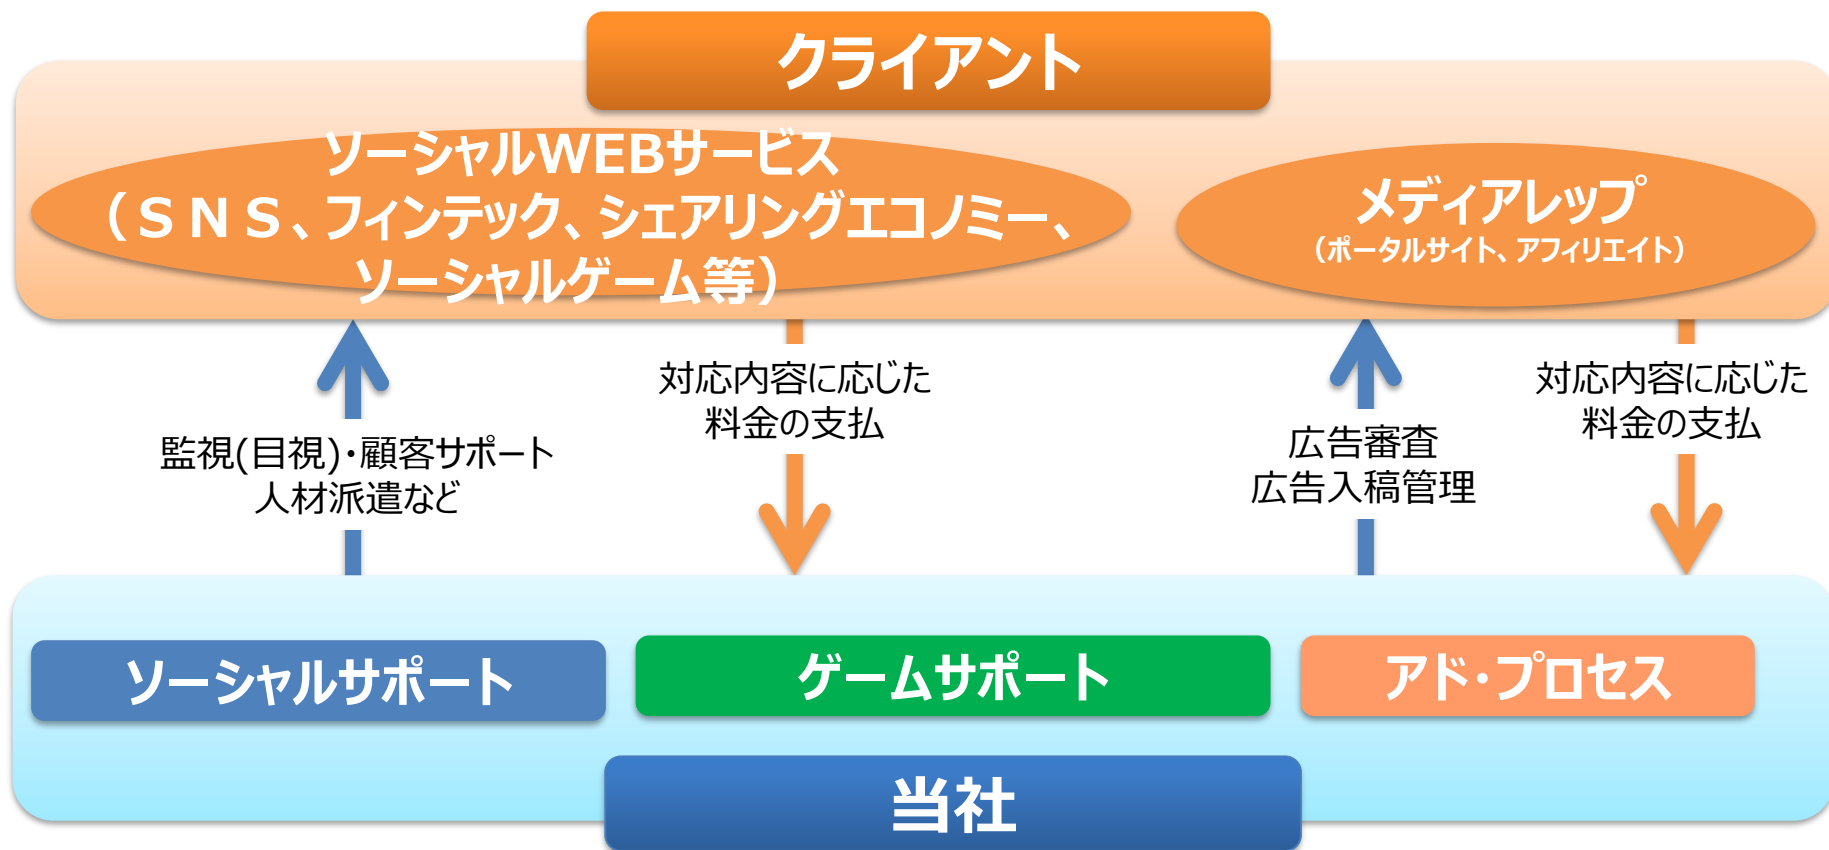 クライアント
ソーシャルWEBサービス
（ＳＮＳ、フィンテック、シェアリングエコノミー、
ソーシャルゲーム等）
メディアレップ
（ポータルサイト、アフィリエイト）
監視(目視)・顧客サポート
人材派遣など
対応内容に応じた
料金の支払
広告審査
広告入稿管理
対応内容に応じた
料金の支払
ソーシャルサポート
ゲームサポート
アド・プロセス
当社